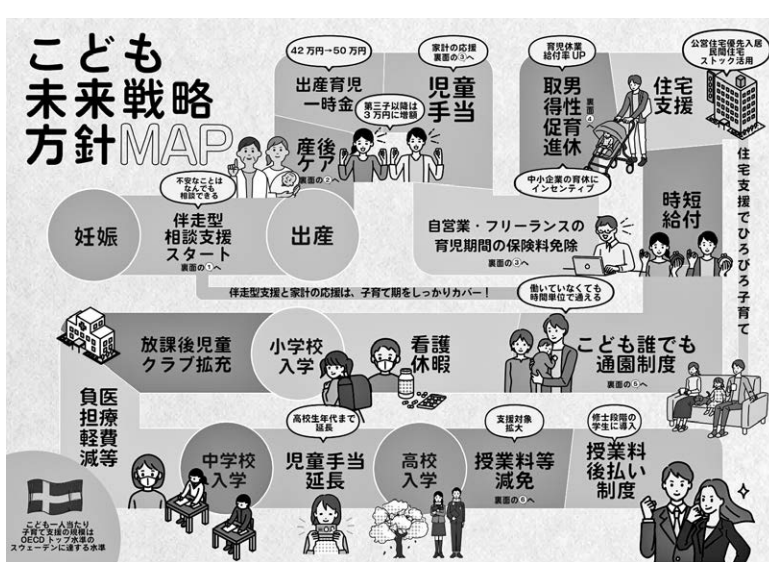 こども
未来戦略
方針MAP
42万円→50万円
出産育児
一時金
家計の応援
裏面の③へ
児童
手当
第三子以降は
3万円に増額
産後
ケア
裏面の②へ
育児休業
給付率UP
男性育休
取得促進
裏面④
中小企業の育休に
インセンティブ
公営住宅優先入居
民間住宅
ストック活用
住宅
支援
住宅支援でひろびろ子育て
不安なことは
なんでも
相談できる
妊娠
伴走型
相談支援
スタート
裏面の①へ
出産
自営業・フリーランスの
育児期間の保険料免除
裏面の③へ
時短
給付
伴走型支援と家計の応援は、子育て期をしっかりカバー！
働いていなくても
時間単位で通える
放課後児童
クラブ拡充
小学校
入学
看護
休暇
こども誰でも
通園制度
裏面の⑤へ
医療費等
負担軽減
高校生年代まで
延長
中学校
入学
児童手当
延長
高校
入学
支援対象
拡大
授業料等
減免
裏面の⑥へ
修士段階の
学生に導入
授業料
後払い
制度
こども一人当たり
子育て支援の規模は
OECDトップ水準の
スウェーデンに達する水準